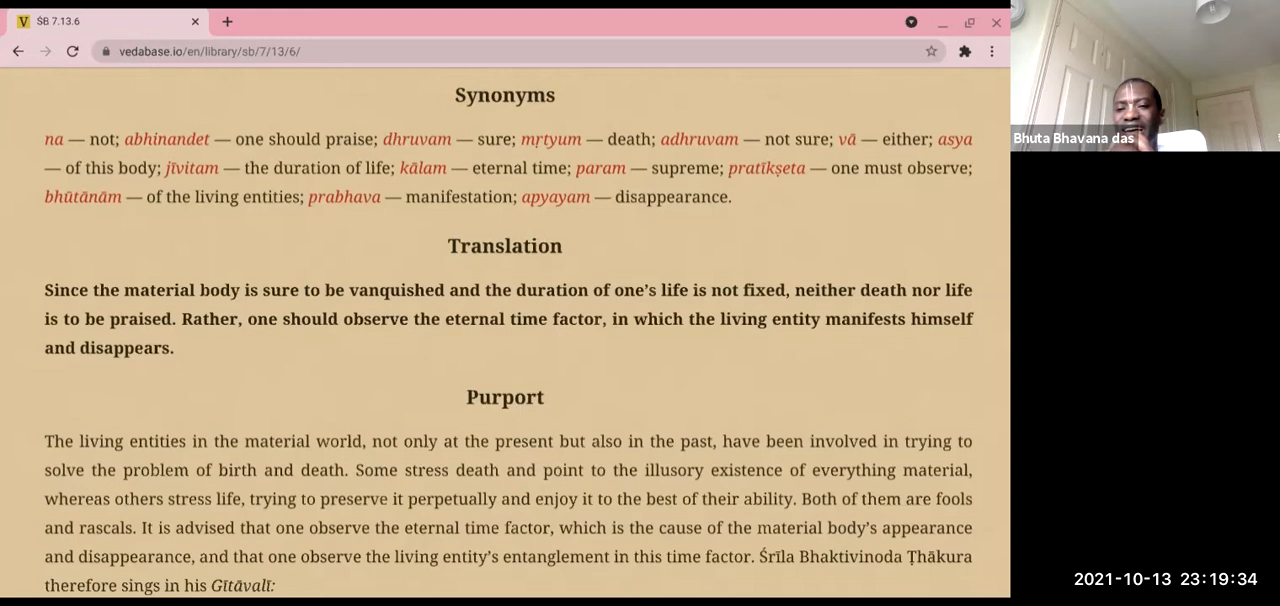 V ŚB 7.13.6
vedabase.io/en/library/sb/7/13/6/
Synonyms
na — not; abhinandet — one should praise; dhruvam — sure; mṛtyum — death; adhruvam — not sure; vā — either; asya
— of this body; jīvitam — the duration of life; kālam — eternal time; param — supreme; pratīkṣeta — one must observe;
bhūtānām — of the living entities; prabhava — manifestation; apyayam — disappearance.
Translation
Since the material body is sure to be vanquished and the duration of one’s life is not fixed, neither death nor life
is to be praised. Rather, one should observe the eternal time factor, in which the living entity manifests himself
and disappears.
Purport
The living entities in the material world, not only at the present but also in the past, have been involved in trying to
solve the problem of birth and death. Some stress death and point to the illusory existence of everything material,
whereas others stress life, trying to preserve it perpetually and enjoy it to the best of their ability. Both of them are fools
and rascals. It is advised that one observe the eternal time factor, which is the cause of the material body’s appearance
and disappearance, and that one observe the living entity’s entanglement in this time factor. Śrīla Bhaktivinoda Ṭhākura
therefore sings in his Gītāvalī:
Bhuta Bhavana das
2021-10-13 23:19:34